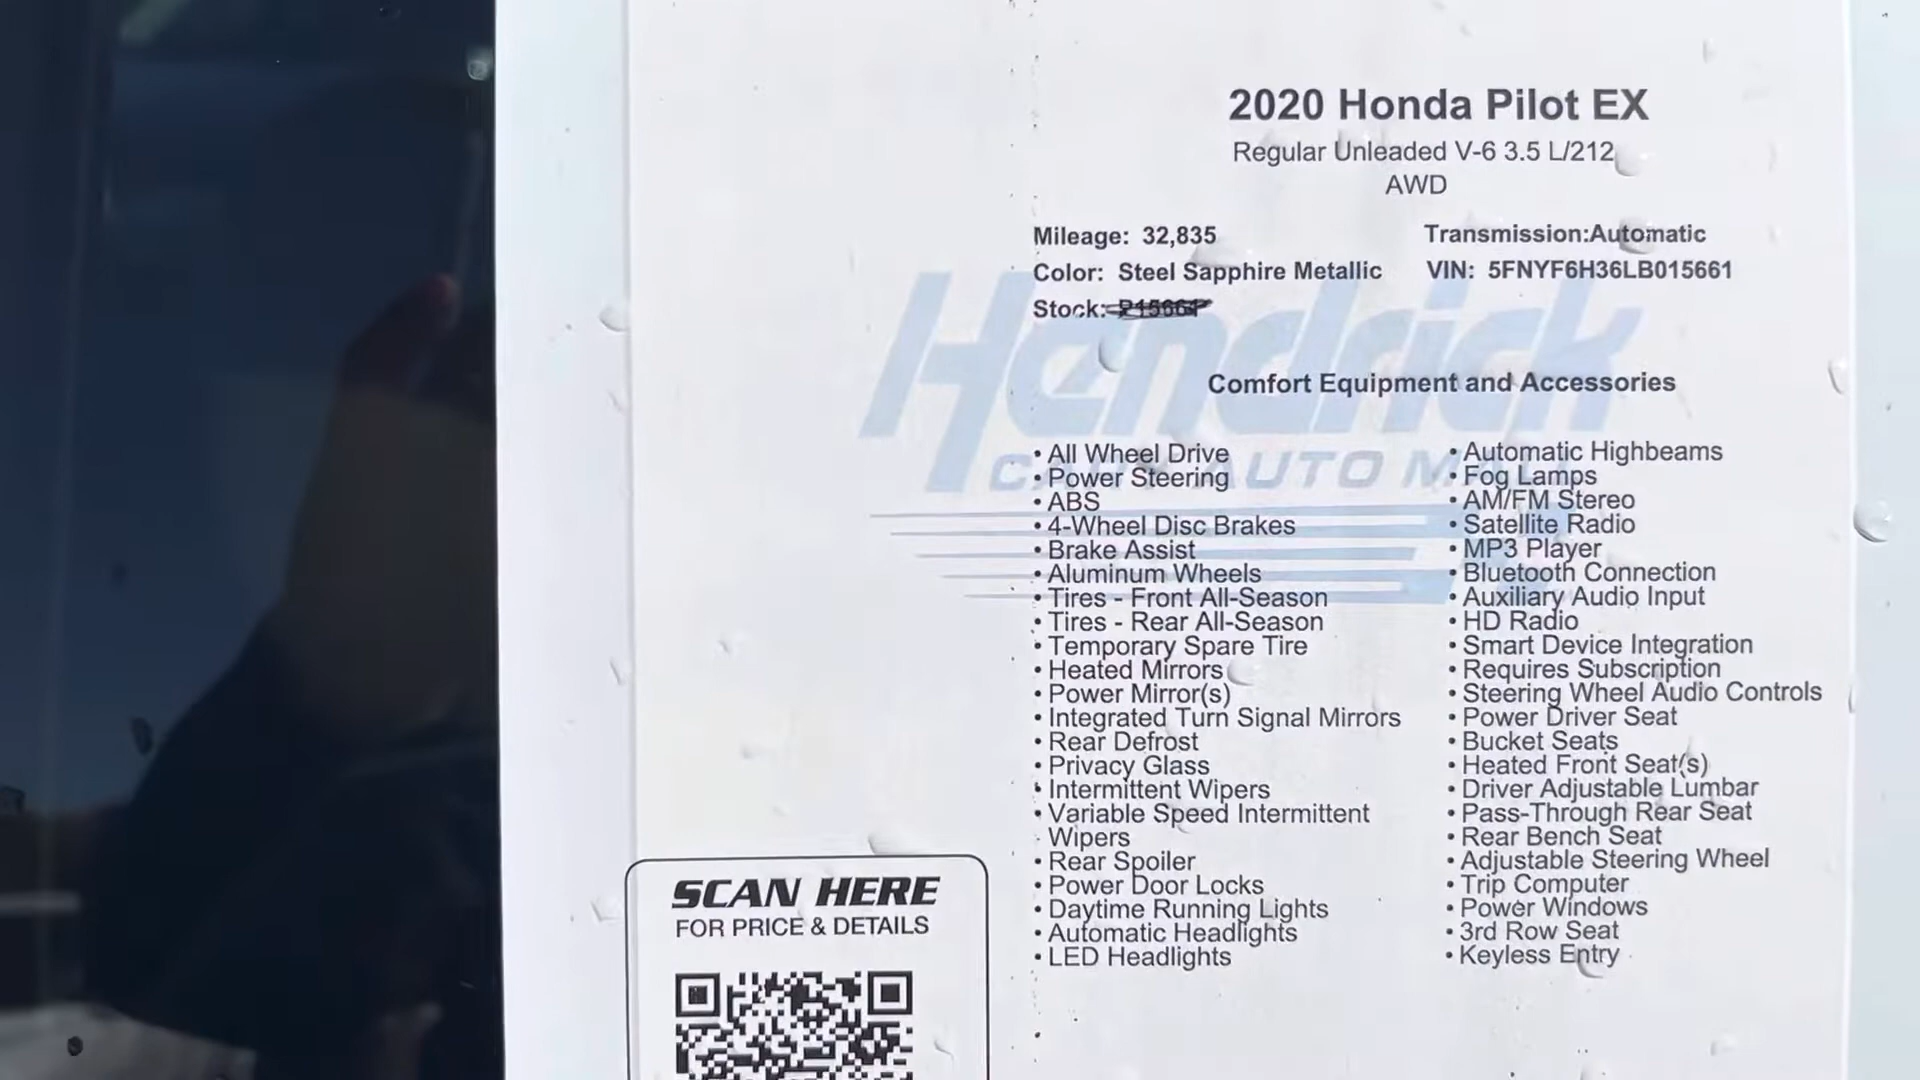 2020 Honda Pilot EX
Regular Unleaded V-6 3.5 L/212
AWD
Mileage: 32,835
Transmission:Automatic
Color: Steel Sapphire Metallic
VIN: 5FNYF6H36LB015661
Stock:
Hendrick
AUTO
Comfort Equipment and Accessories
• All Wheel Drive
• Power Steering
• ABS
• 4-Wheel Disc Brakes
• Brake Assist
• Aluminum Wheels
• Tires - Front All-Season
• Tires - Rear All-Season
• Temporary Spare Tire
• Heated Mirrors
• Power Mirror(s)
• Integrated Turn Signal Mirrors
• Rear Defrost
• Privacy Glass
• Intermittent Wipers
• Variable Speed Intermittent
Wipers
• Rear Spoiler
• Power Door Locks
• Daytime Running Lights
• Automatic Headlights
• LED Headlights
• Automatic Highbeams
• Fog Lamps
• AM/FM Stereo
• Satellite Radio
• MP3 Player
• Bluetooth Connection
• Auxiliary Audio Input
• HD Radio
• Smart Device Integration
• Requires Subscription
• Steering Wheel Audio Controls
• Power Driver Seat
• Bucket Seats
• Heated Front Seat(s)
• Driver Adjustable Lumbar
• Pass-Through Rear Seat
• Rear Bench Seat
• Adjustable Steering Wheel
• Trip Computer
• Power Windows
• 3rd Row Seat
• Keyless Entry
SCAN HERE
FOR PRICE & DETAILS